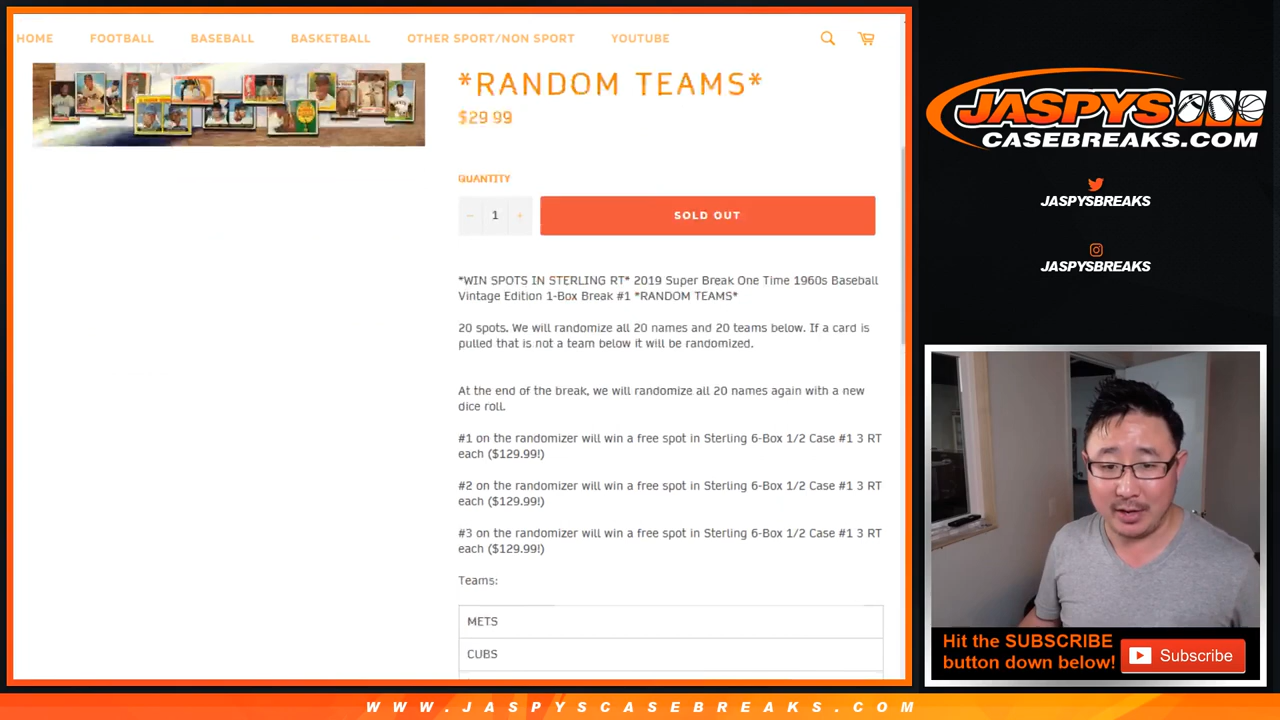 HOME FOOTBALL BASEBALL BASKETBALL OTHER SPORT/NON SPORT YOUTUBE
*RANDOM TEAMS*
$29.99
QUANTITY
− 1 +
SOLD OUT
*WIN SPOTS IN STERLING RT* 2019 Super Break One Time 1960s Baseball
Vintage Edition 1-Box Break #1 *RANDOM TEAMS*
20 spots. We will randomize all 20 names and 20 teams below. If a card is
pulled that is not a team below it will be randomized.
At the end of the break, we will randomize all 20 names again with a new
dice roll.
#1 on the randomizer will win a free spot in Sterling 6-Box 1/2 Case #1 3 RT
each ($129.99!)
#2 on the randomizer will win a free spot in Sterling 6-Box 1/2 Case #1 3 RT
each ($129.99!)
#3 on the randomizer will win a free spot in Sterling 6-Box 1/2 Case #1 3 RT
each ($129.99!)
Teams:
METS
CUBS
JASPYS
CASEBREAKS.COM
JASPYSBREAKS
JASPYSBREAKS
Hit the SUBSCRIBE
button down below!
Subscribe
WWW.JASPYSCASEBREAKS.COM